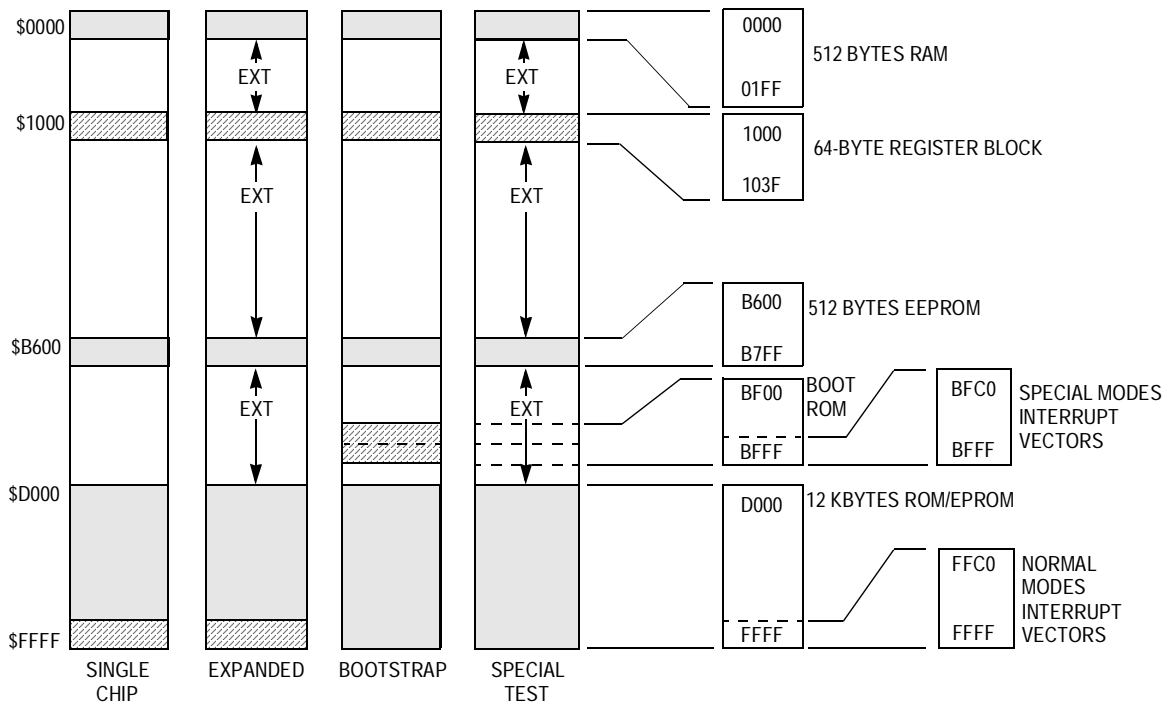 $0000
$1000
$B600
$D000
$FFFF
EXT
EXT
EXT
EXT
EXT
EXT
SINGLE
CHIP
EXPANDED
BOOTSTRAP
SPECIAL
TEST
0000
01FF
512 BYTES RAM
1000
103F
64-BYTE REGISTER BLOCK
B600
B7FF
512 BYTES EEPROM
BF00
BFFF
BOOT
ROM
BFC0
BFFF
SPECIAL MODES
INTERRUPT
VECTORS
D000
FFFF
12 KBYTES ROM/EPROM
FFC0
FFFF
NORMAL
MODES
INTERRUPT
VECTORS